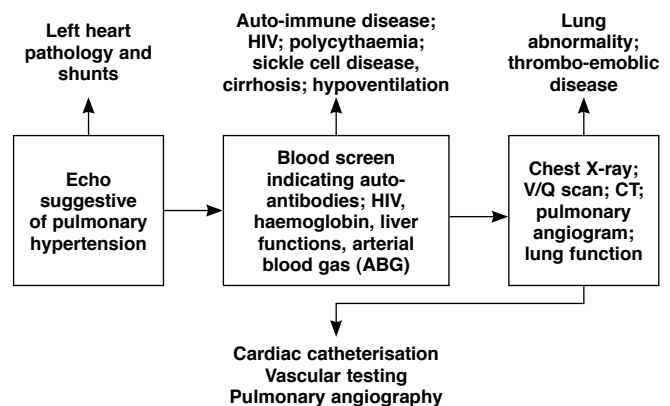 Left heart
pathology and
shunts
Auto-immune disease;
HIV; polycythaemia;
sickle cell disease,
cirrhosis; hypoventilation
Lung
abnormality;
thrombo-emoblic
disease
Echo
suggestive
of pulmonary
hypertension
Blood screen
indicating auto-
antibodies; HIV,
haemoglobin, liver
functions, arterial
blood gas (ABG)
Chest X-ray;
V/Q scan; CT;
pulmonary
angiogram;
lung function
Cardiac catheterisation
Vascular testing
Pulmonary angiography